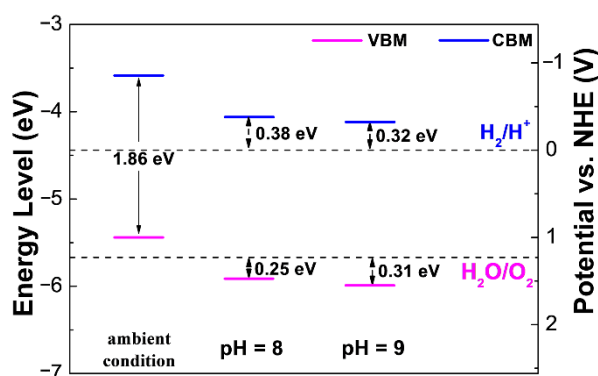 VBM CBM
Energy Level (eV)
Potential vs. NHE (V)
−3
−4
−5
−6
−7
−1
0
1
2
1.86 eV
0.38 eV
0.32 eV
H₂/H⁺
0.25 eV
0.31 eV
H₂O/O₂
ambient
condition
pH = 8
pH = 9